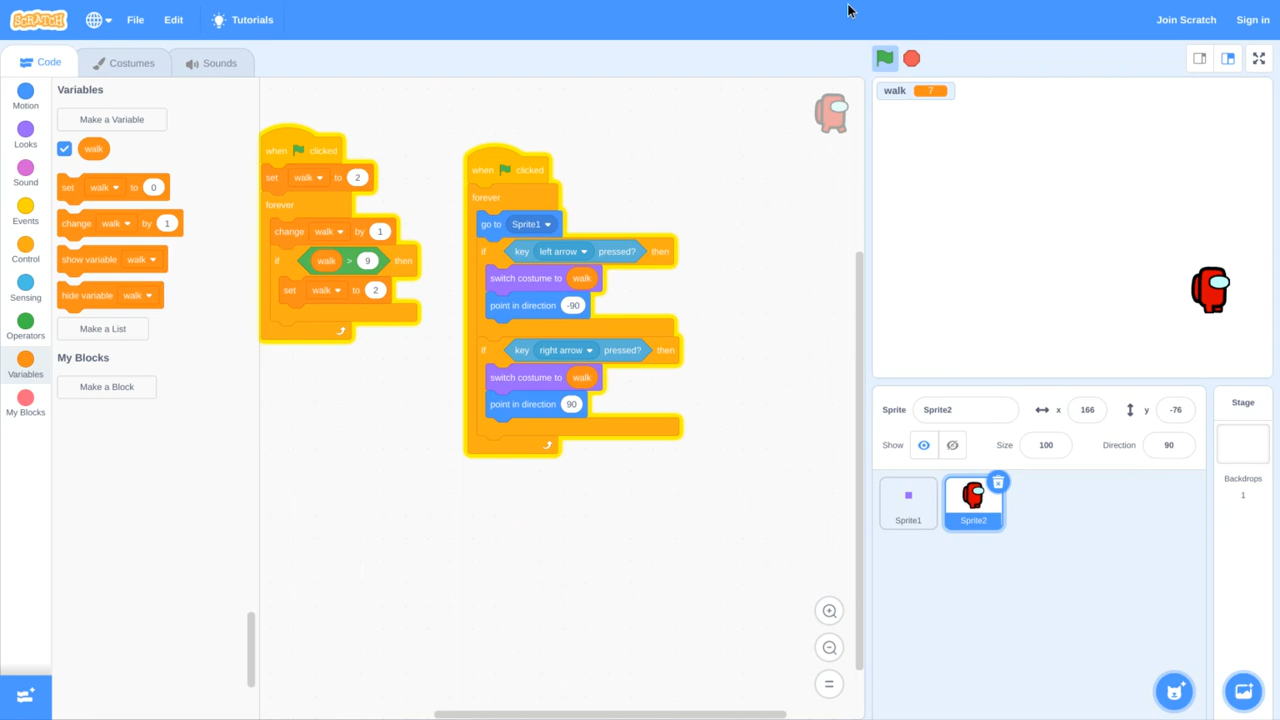 SCRATCH File Edit Tutorials Join Scratch Sign in
Code Costumes Sounds
Motion
Looks
Sound
Events
Control
Sensing
Operators
Variables
My Blocks
Variables
Make a Variable
walk
set walk to 0
change walk by 1
show variable walk
hide variable walk
Make a List
My Blocks
Make a Block
when clicked
set walk to 2
forever
change walk by 1
if walk > 9 then
set walk to 2
when clicked
forever
go to Sprite1
if key left arrow pressed? then
switch costume to walk
point in direction -90
if key right arrow pressed? then
switch costume to walk
point in direction 90
walk 7
Sprite Sprite2 x 166 y -76
Show Size 100 Direction 90
Sprite1
Sprite2
Stage
Backdrops
1